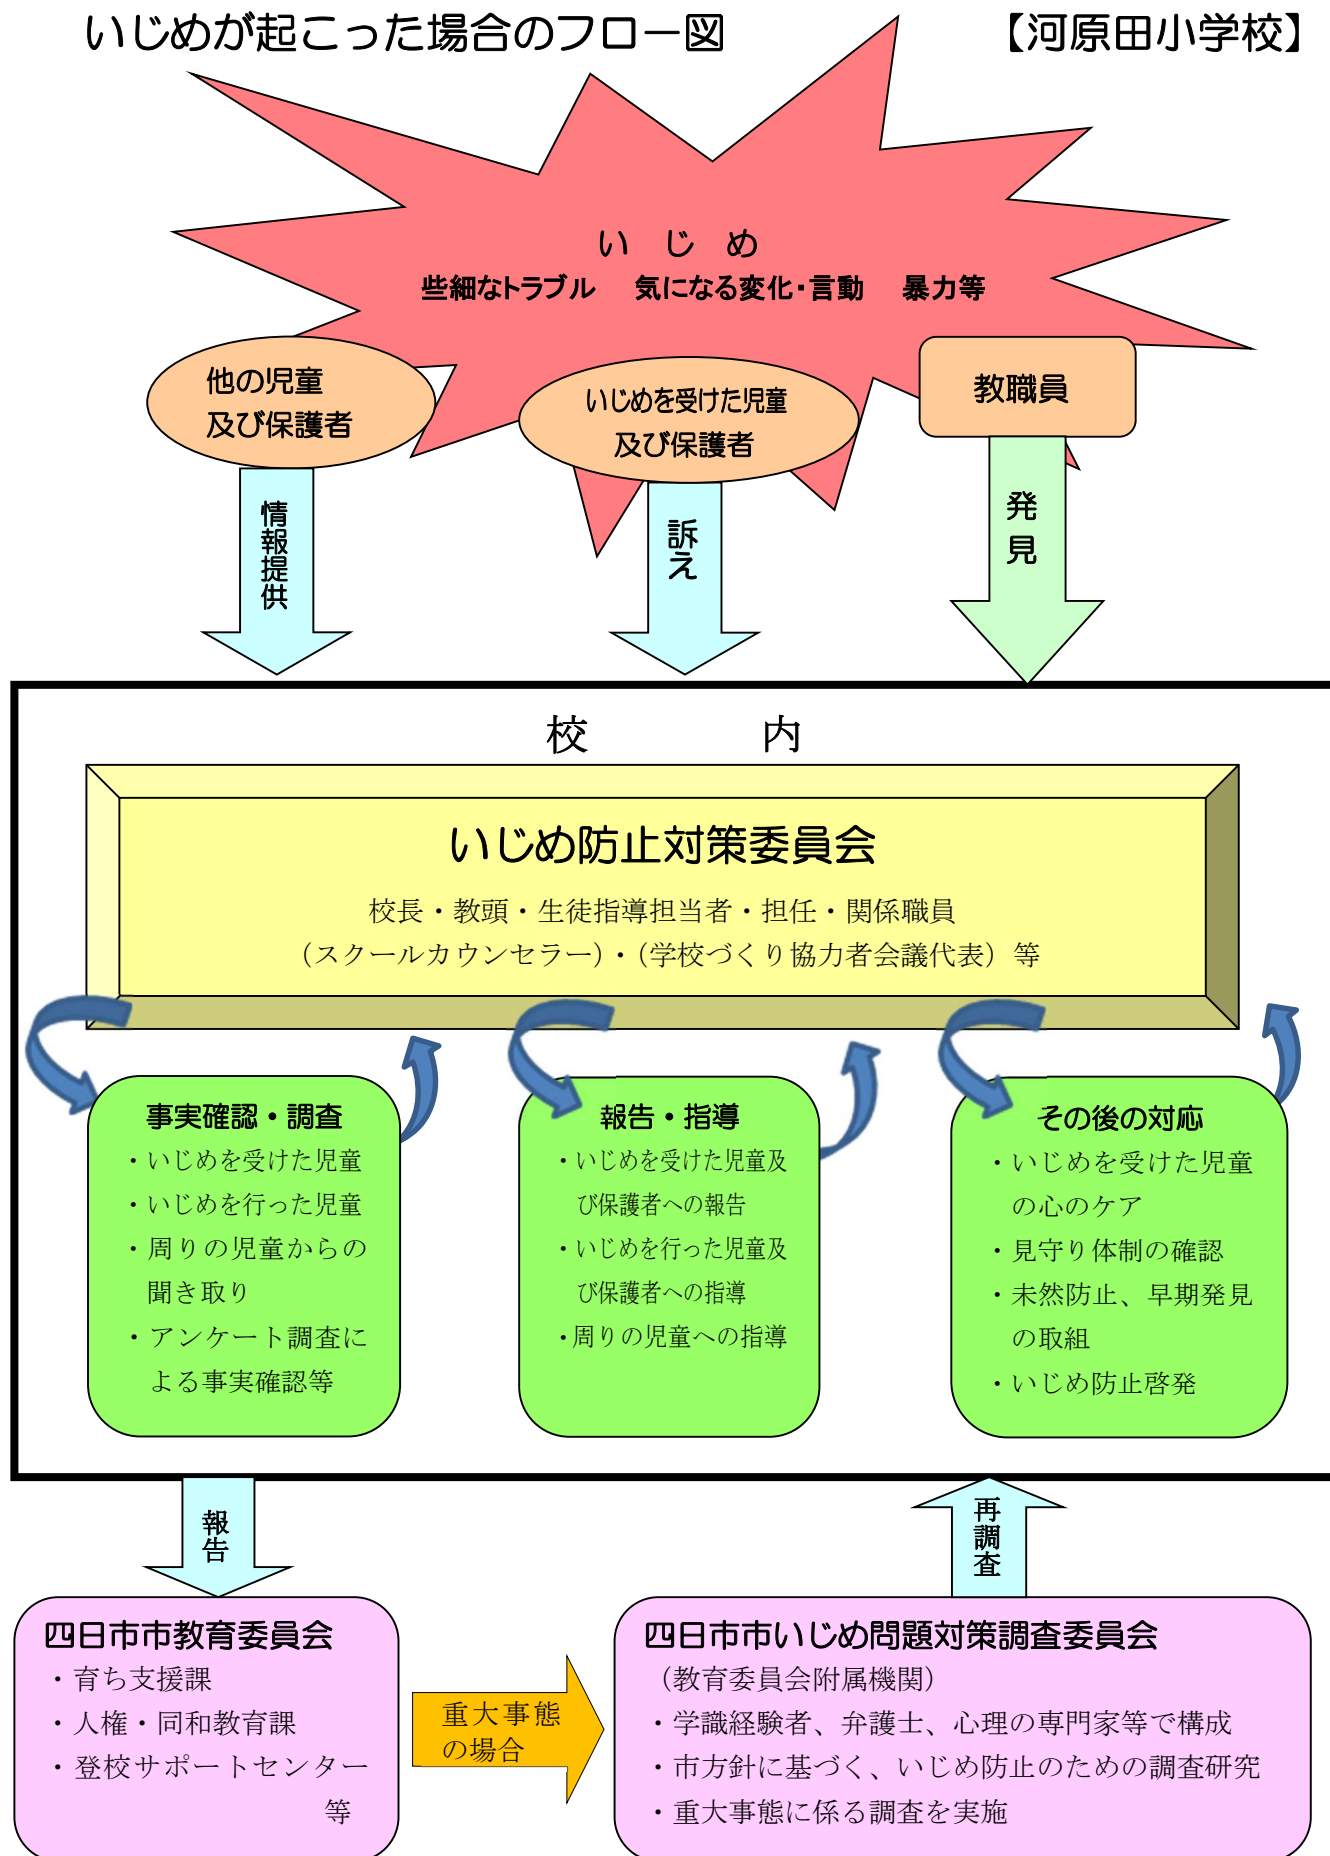 いじめが起こった場合のフロー図
【河原田小学校】
いじめ
些細なトラブル　気になる変化・言動　暴力等
他の児童
及び保護者
いじめを受けた児童
及び保護者
教職員
情報提供
訴え
発見
校　内
いじめ防止対策委員会
校長・教頭・生徒指導担当者・担任・関係職員
（スクールカウンセラー）・（学校づくり協力者会議代表）等
事実確認・調査
・いじめを受けた児童
・いじめを行った児童
・周りの児童からの
聞き取り
・アンケート調査に
よる事実確認等
報告・指導
・いじめを受けた児童及
び保護者への報告
・いじめを行った児童及
び保護者への指導
・周りの児童への指導
その後の対応
・いじめを受けた児童
の心のケア
・見守り体制の確認
・未然防止、早期発見
の取組
・いじめ防止啓発
報告
再調査
四日市市教育委員会
・育ち支援課
・人権・同和教育課
・登校サポートセンター
等
重大事態
の場合
四日市市いじめ問題対策調査委員会
（教育委員会附属機関）
・学識経験者、弁護士、心理の専門家等で構成
・市方針に基づく、いじめ防止のための調査研究
・重大事態に係る調査を実施